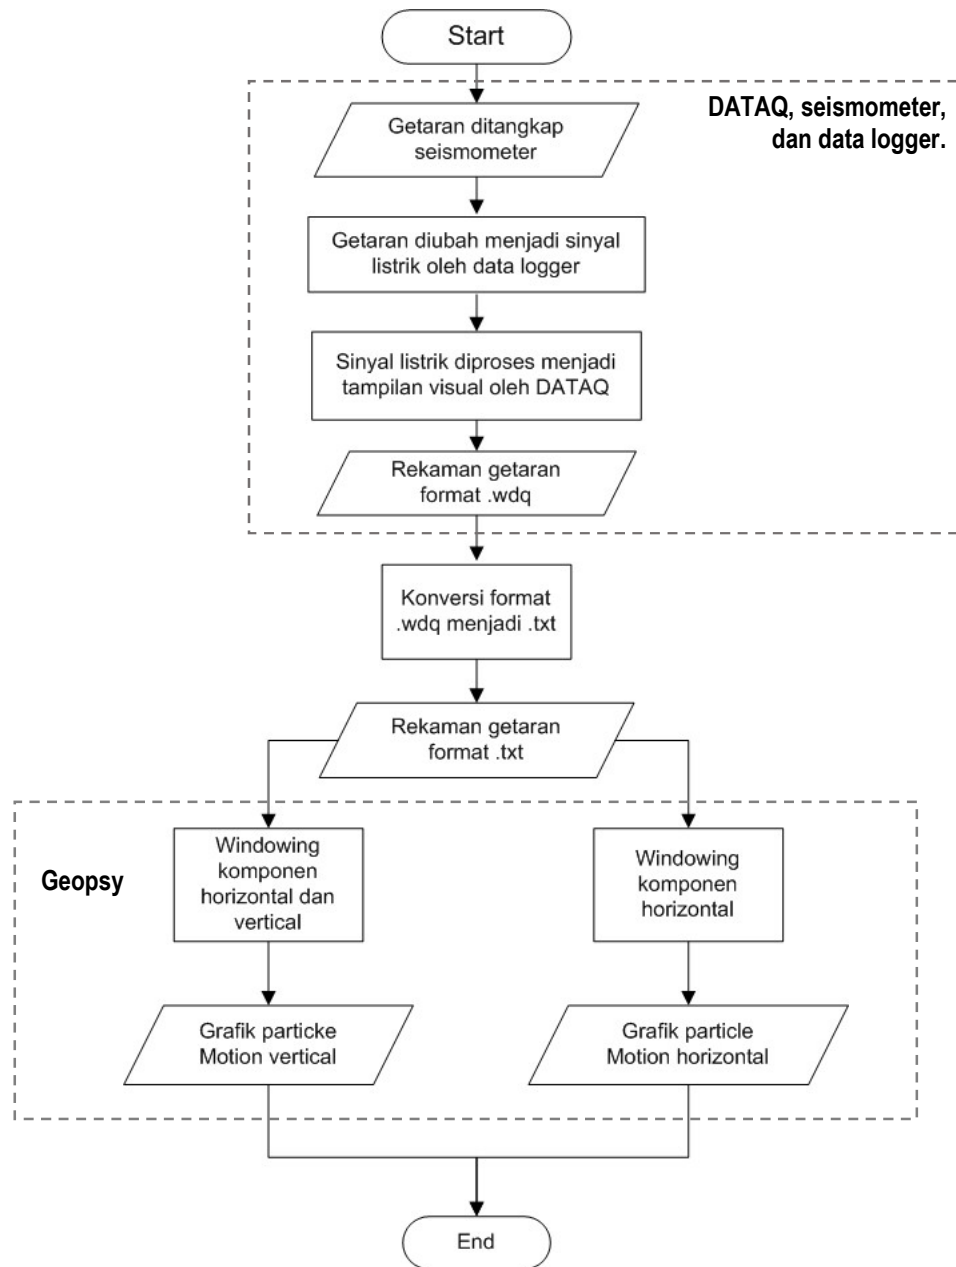 Start
DATAQ, seismometer,
dan data logger.
Getaran ditangkap
seismometer
Getaran diubah menjadi sinyal
listrik oleh data logger
Sinyal listrik diproses menjadi
tampilan visual oleh DATAQ
Rekaman getaran
format .wdq
Konversi format
.wdq menjadi .txt
Rekaman getaran
format .txt
Geopsy
Windowing
komponen
horizontal dan
vertical
Windowing
komponen
horizontal
Grafik particke
Motion vertical
Grafik particle
Motion horizontal
End